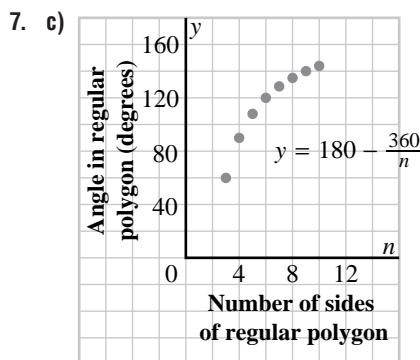 7. c)
y
160
120
80
40
0
4 8 12
n
Angle in regular
polygon (degrees)
y = 180 – 360/n
Number of sides
of regular polygon